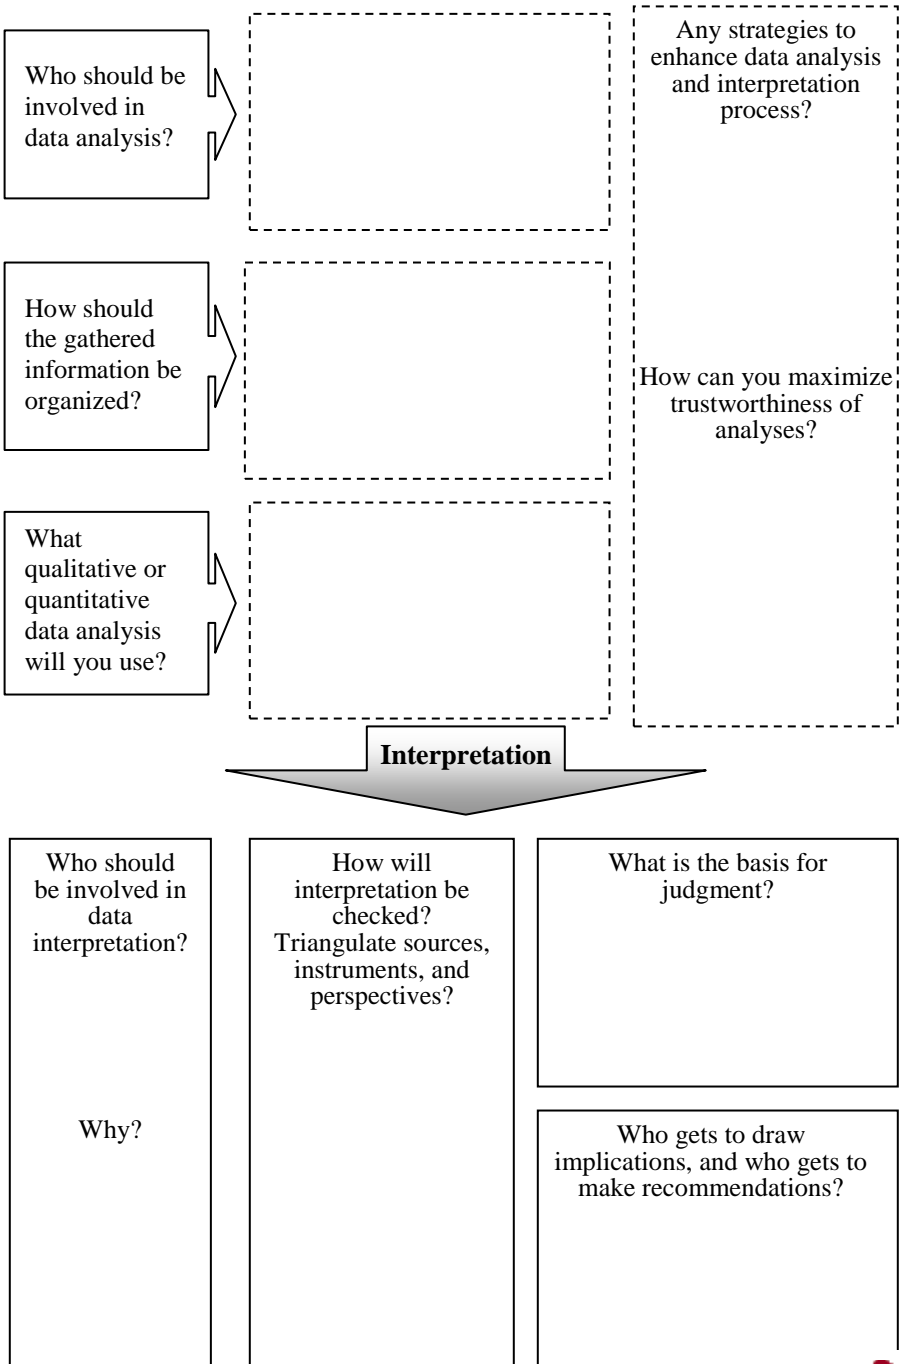 Who should be
involved in
data analysis?
Any strategies to
enhance data analysis
and interpretation
process?
How should
the gathered
information be
organized?
How can you maximize
trustworthiness of
analyses?
What
qualitative or
quantitative
data analysis
will you use?
Interpretation
Who should
be involved in
data
interpretation?
Why?
How will
interpretation be
checked?
Triangulate sources,
instruments, and
perspectives?
What is the basis for
judgment?
Who gets to draw
implications, and who gets to
make recommendations?